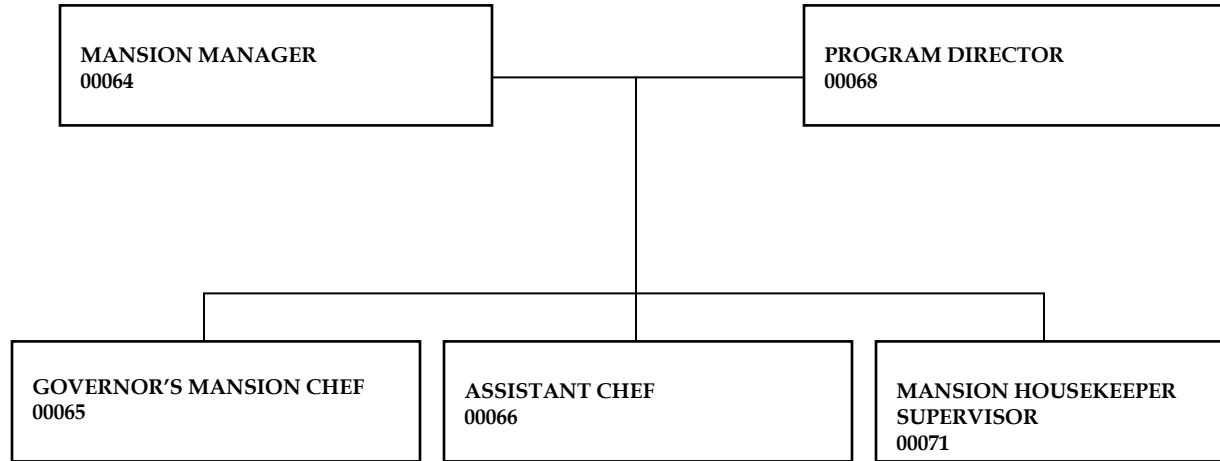 MANSION MANAGER
00064
PROGRAM DIRECTOR
00068
GOVERNOR’S MANSION CHEF
00065
ASSISTANT CHEF
00066
MANSION HOUSEKEEPER
SUPERVISOR
00071